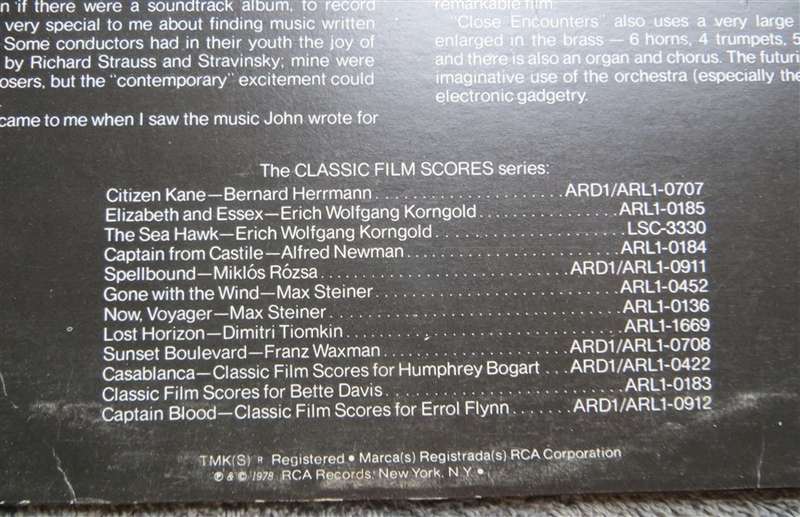 n if there were a soundtrack album, to record
very special to me about finding music written
Some conductors had in their youth the joy of
by Richard Strauss and Stravinsky; mine were
osers, but the "contemporary" excitement could
came to me when I saw the music John wrote for
remarkable film.
"Close Encounters" also uses a very large
enlarged in the brass — 6 horns, 4 trumpets, 5
and there is also an organ and chorus. The futuri
imaginative use of the orchestra (especially the
electronic gadgetry.
The CLASSIC FILM SCORES series:
Citizen Kane—Bernard Herrmann . . . . . . . . . . . . . . . . . . . . ARD1/ARL1-0707
Elizabeth and Essex—Erich Wolfgang Korngold . . . . . . . . . . . . . . ARL1-0185
The Sea Hawk—Erich Wolfgang Korngold . . . . . . . . . . . . . . . . . . . . LSC-3330
Captain from Castile—Alfred Newman . . . . . . . . . . . . . . . . . . . . . . ARL1-0184
Spellbound—Miklós Rózsa . . . . . . . . . . . . . . . . . . . . . . . . . ARD1/ARL1-0911
Gone with the Wind—Max Steiner . . . . . . . . . . . . . . . . . . . . . . . . . ARL1-0452
Now, Voyager—Max Steiner . . . . . . . . . . . . . . . . . . . . . . . . . . . . . . ARL1-0136
Lost Horizon—Dimitri Tiomkin . . . . . . . . . . . . . . . . . . . . . . . . . . . . ARL1-1669
Sunset Boulevard—Franz Waxman . . . . . . . . . . . . . . . . . . ARD1/ARL1-0708
Casablanca—Classic Film Scores for Humphrey Bogart . . . ARD1/ARL1-0422
Classic Film Scores for Bette Davis . . . . . . . . . . . . . . . . . . . . . . . ARL1-0183
Captain Blood—Classic Film Scores for Errol Flynn . . . . . . ARD1/ARL1-0912
TMK(S) ® Registered • Marca(s) Registrada(s) RCA Corporation
℗ & © 1978 RCA Records, New York, N.Y. •